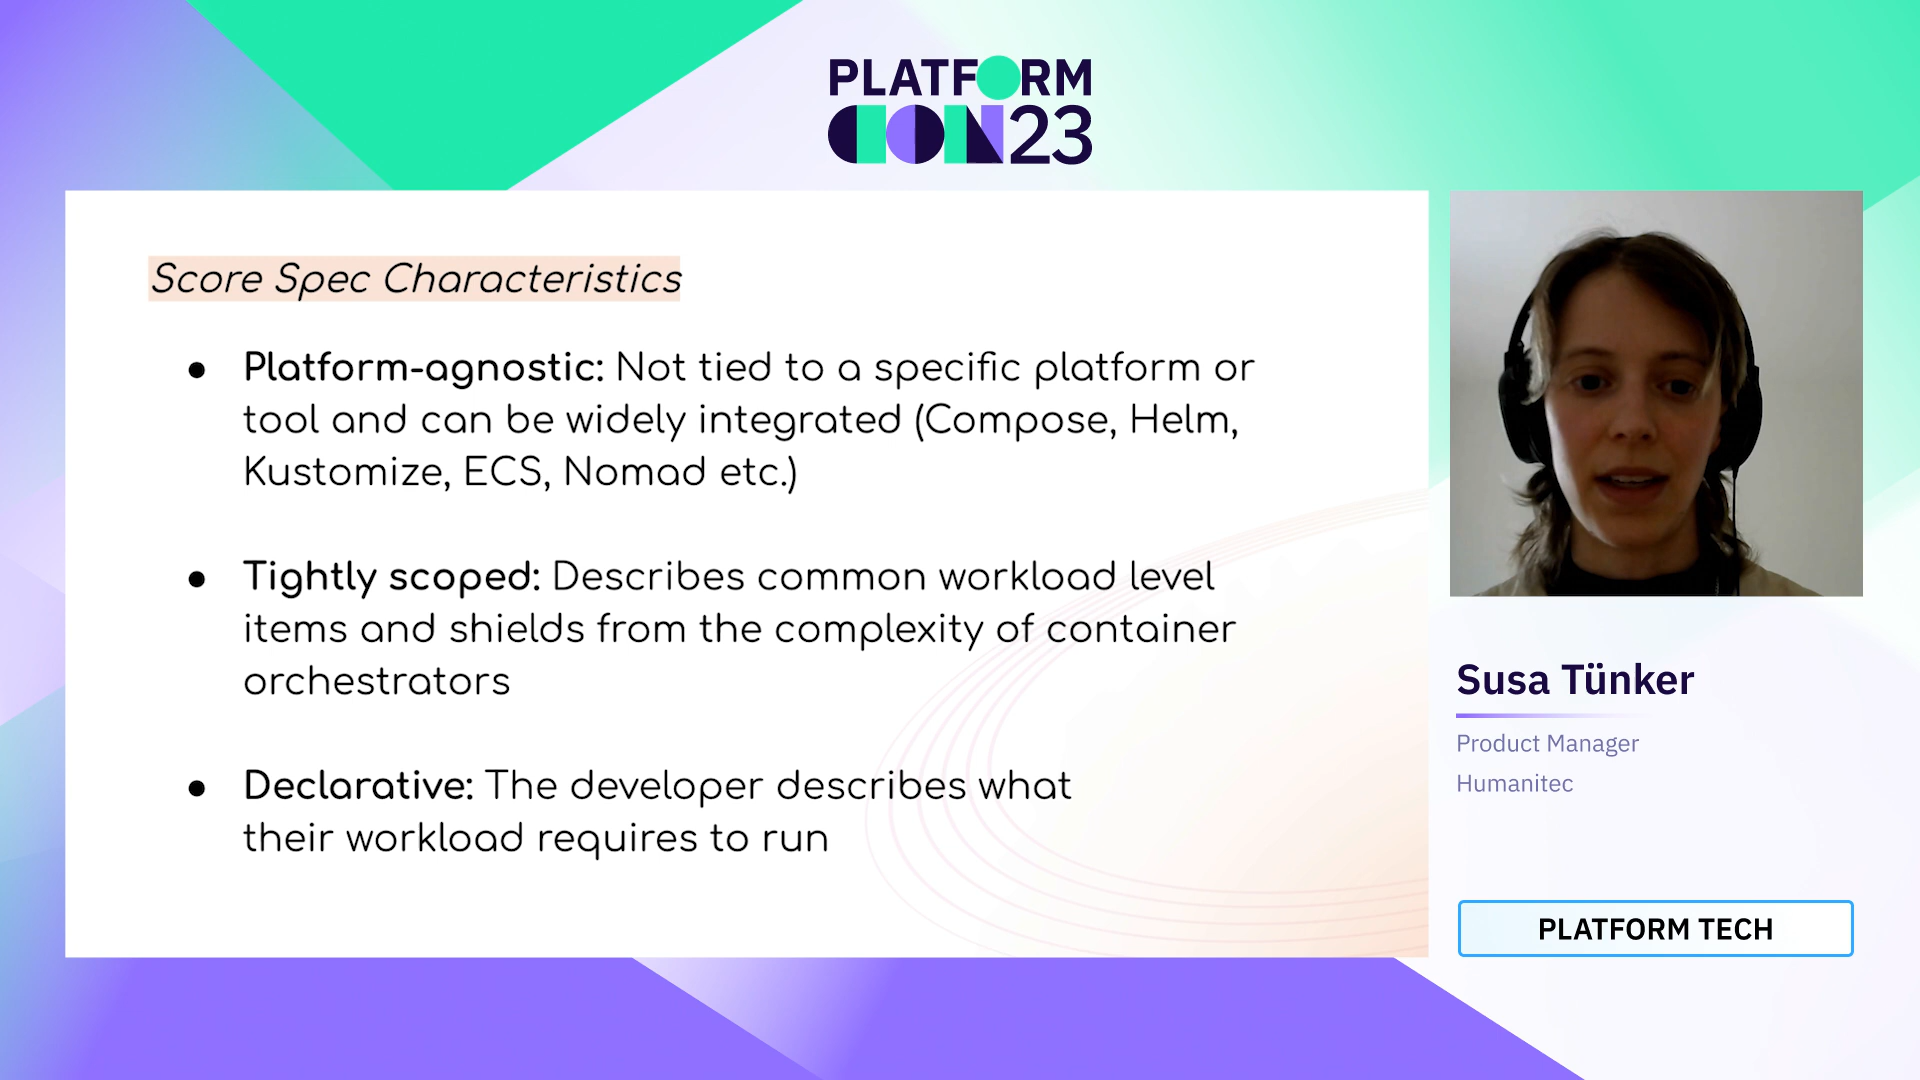 PLATFORM
CON23
Score Spec Characteristics
● Platform-agnostic: Not tied to a specific platform or
tool and can be widely integrated (Compose, Helm,
Kustomize, ECS, Nomad etc.)
● Tightly scoped: Describes common workload level
items and shields from the complexity of container
orchestrators
● Declarative: The developer describes what
their workload requires to run
Susa Tünker
Product Manager
Humanitec
PLATFORM TECH